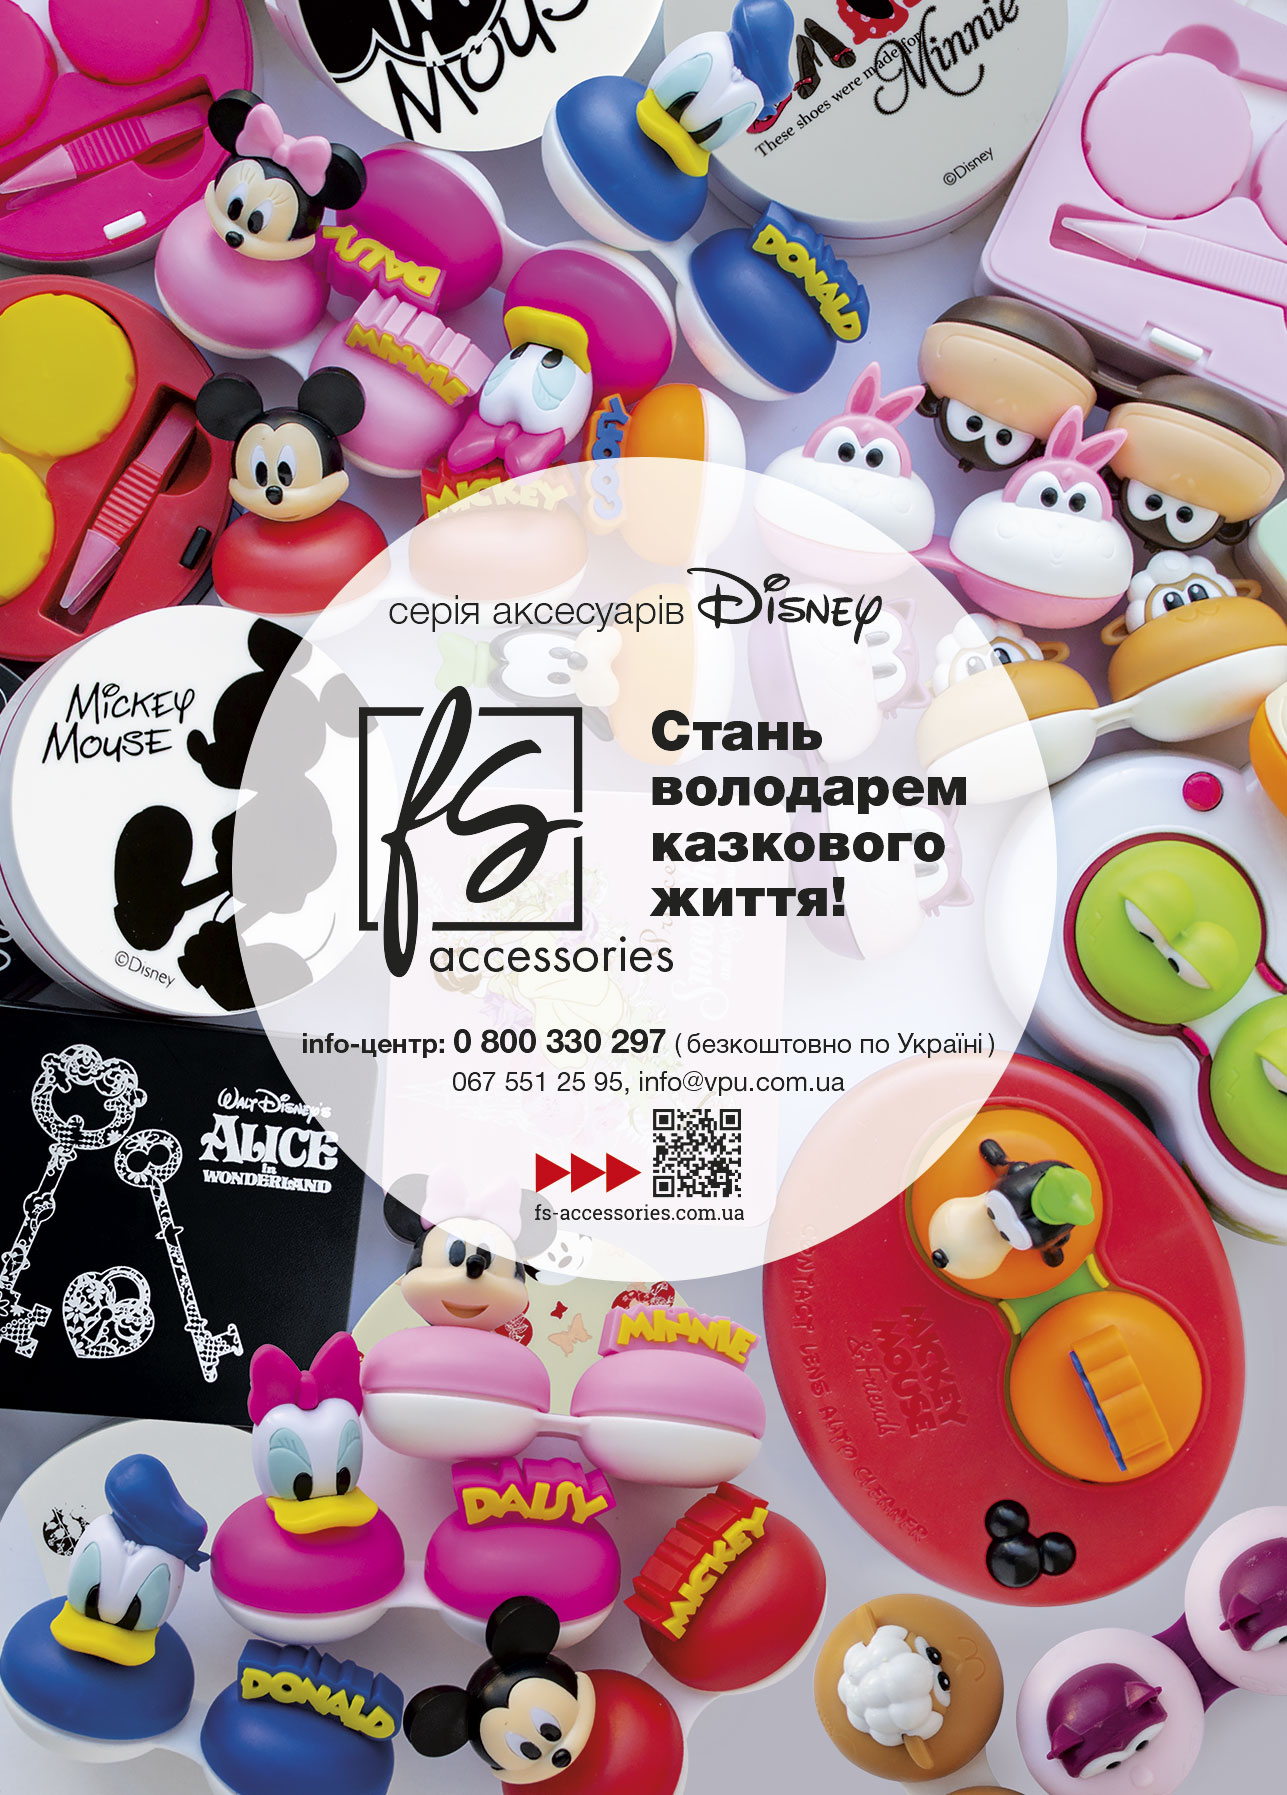 Mouse
These shoes were made for
Minnie
©Disney
DAISY
DONALD
MINNIE
MICKEY
GOOFY
серія аксесуарів Disney
Mickey
Mouse
©Disney
fs
accessories
Стань
володарем
казкового
життя!
info-центр: 0 800 330 297 ( безкоштовно по Україні )
067 551 25 95, info@vpu.com.ua
fs-accessories.com.ua
Walt Disney's
ALICE
in
WONDERLAND
MINNIE
DAISY
MICKEY
DONALD
MICKEY
MOUSE
& Friends
CONTACT LENS AUTO CLEANER